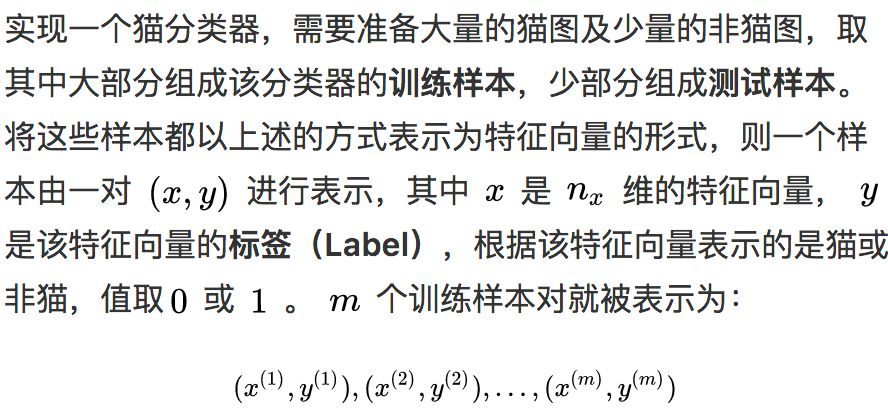 实现一个猫分类器，需要准备大量的猫图及少量的非猫图，取
其中大部分组成该分类器的训练样本，少部分组成测试样本。
将这些样本都以上述的方式表示为特征向量的形式，则一个样
本由一对 (x, y) 进行表示，其中 x 是 nₓ 维的特征向量， y
是该特征向量的标签（Label），根据该特征向量表示的是猫或
非猫，值取 0 或 1 。 m 个训练样本对就被表示为：
(x^(1), y^(1)), (x^(2), y^(2)), ..., (x^(m), y^(m))